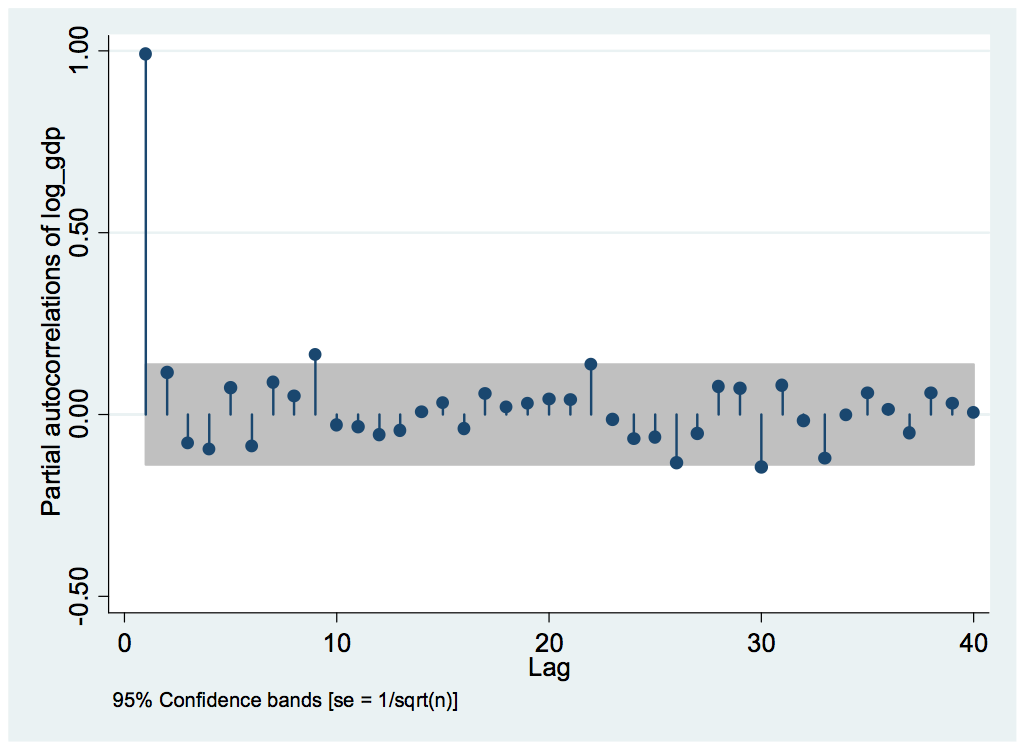 Partial autocorrelations of log_gdp
1.00
0.50
0.00
-0.50
0 10 20 30 40
Lag
95% Confidence bands [se = 1/sqrt(n)]